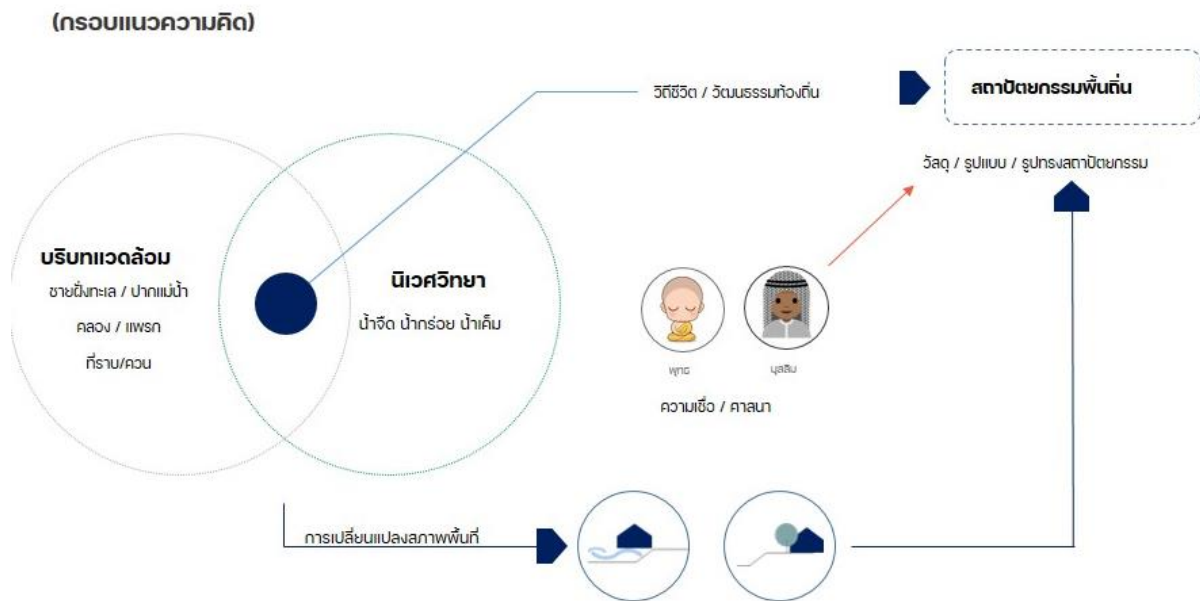 (กรอบแนวความคิด)
วิถีชีวิต / วัฒนธรรมท้องถิ่น
สถาปัตยกรรมพื้นถิ่น
วัสดุ / รูปแบบ / รูปทรงสถาปัตยกรรม
บริบทแวดล้อม
ชายฝั่งทะเล / ปากแม่น้ำ
คลอง / แพรก
ที่ราบ/ควน
นิเวศวิทยา
น้ำจืด น้ำกร่อย น้ำเค็ม
พุทธ
มุสลิม
ความเชื่อ / ศาสนา
การเปลี่ยนแปลงสภาพพื้นที่